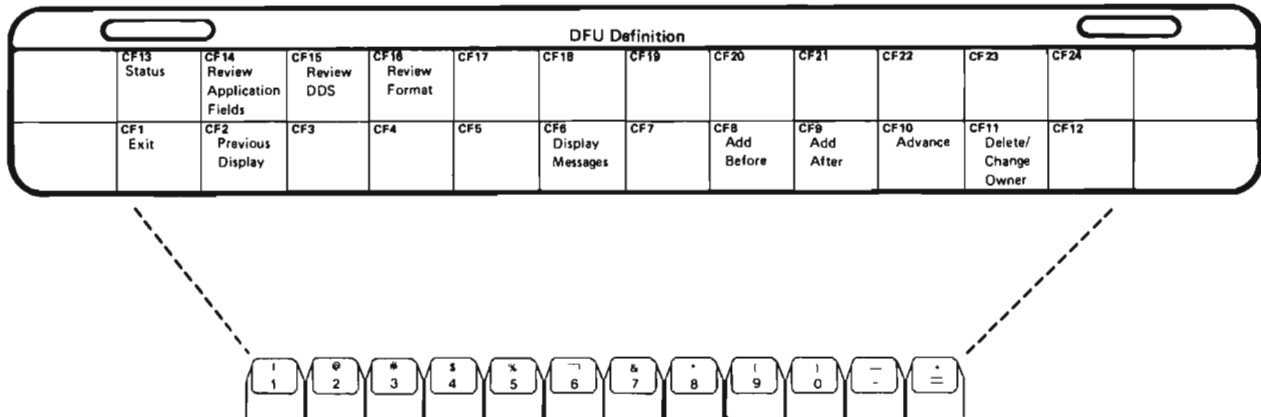 DFU Definition
CF13 Status
CF14 Review Application Fields
CF15 Review DDS
CF16 Review Format
CF17
CF18
CF19
CF20
CF21
CF22
CF23
CF24
CF1 Exit
CF2 Previous Display
CF3
CF4
CF5
CF6 Display Messages
CF7
CF8 Add Before
CF9 Add After
CF10 Advance
CF11 Delete/ Change Owner
CF12
| @ # $ % ¬ & * ( ) — +
1 2 3 4 5 6 7 8 9 0 - =